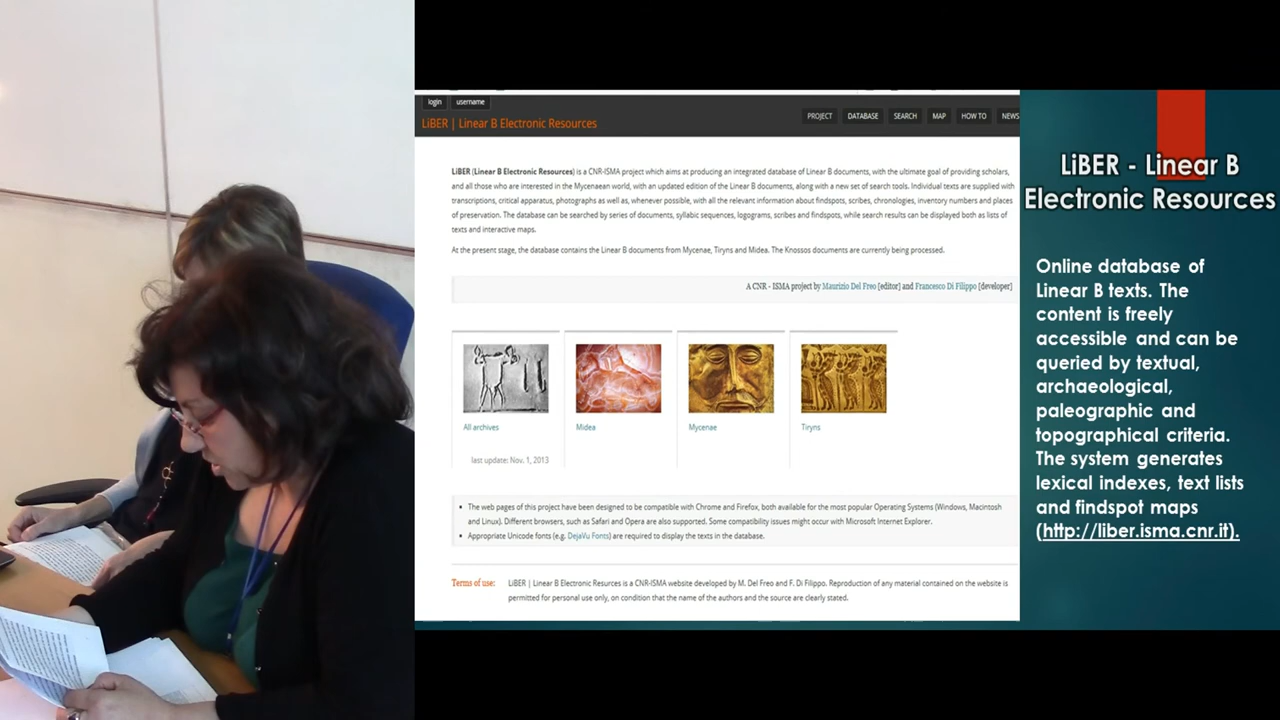 login username
LiBER | Linear B Electronic Resources
PROJECT DATABASE SEARCH MAP HOW TO NEWS
LiBER (Linear B Electronic Resources) is a CNR-ISMA project which aims at producing an integrated database of Linear B documents, with the ultimate goal of providing scholars,
and all those who are interested in the Mycenaean world, with an updated edition of the Linear B documents, along with a new set of search tools. Individual texts are supplied with
transcriptions, critical apparatus, photographs as well as, whenever possible, with all the relevant information about findspots, scribes, chronologies, inventory numbers and places
of preservation. The database can be searched by series of documents, syllabic sequences, logograms, scribes and findspots, while search results can be displayed both as lists of
texts and interactive maps.
At the present stage, the database contains the Linear B documents from Mycenae, Tiryns and Midea. The Knossos documents are currently being processed.
A CNR - ISMA project by Maurizio Del Freo [editor] and Francesco Di Filippo [developer]
All archives
Midea
Mycenae
Tiryns
last update: Nov. 1, 2013
• The web pages of this project have been designed to be compatible with Chrome and Firefox, both available for the most popular Operating Systems (Windows, Macintosh
and Linux). Different browsers, such as Safari and Opera are also supported. Some compatibility issues might occur with Microsoft Internet Explorer.
• Appropriate Unicode fonts (e.g. DejaVu Fonts) are required to display the texts in the database.
Terms of use: LiBER | Linear B Electronic Resurces is a CNR-ISMA website developed by M. Del Freo and F. Di Filippo. Reproduction of any material contained on the website is
permitted for personal use only, on condition that the name of the authors and the source are clearly stated.
LiBER - Linear B
Electronic Resources
Online database of
Linear B texts. The
content is freely
accessible and can be
queried by textual,
archaeological,
paleographic and
topographical criteria.
The system generates
lexical indexes, text lists
and findspot maps
(http://liber.isma.cnr.it).